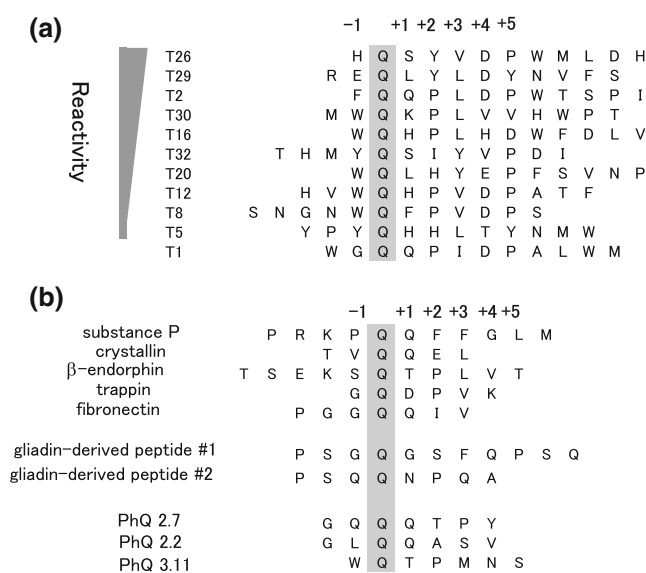 (a)
-1 +1 +2 +3 +4 +5
Reactivity
T26 H Q S Y V D P W M L D H
T29 R E Q L Y L D Y N V F S
T2 F Q Q P L D P W T S P I
T30 M W Q K P L V V H W P T
T16 W Q H P L H D W F D L V
T32 T H M Y Q S I Y V P D I
T20 W Q L H Y E P F S V N P
T12 H V W Q H P V D P A T F
T8 S N G N W Q F P V D P S
T5 Y P Y Q H H L T Y N M W
T1 W G Q Q P I D P A L W M
(b)
-1 +1 +2 +3 +4 +5
substance P P R K P Q Q F F G L M
crystallin T V Q Q E L
β-endorphin T S E K S Q T P L V T
trappin G Q D P V K
fibronectin P G G Q Q I V
gliadin-derived peptide #1 P S G Q G S F Q P S Q
gliadin-derived peptide #2 P S Q Q N P Q A
PhQ 2.7 G Q Q Q T P Y
PhQ 2.2 G L Q Q A S V
PhQ 3.11 W Q T P M N S